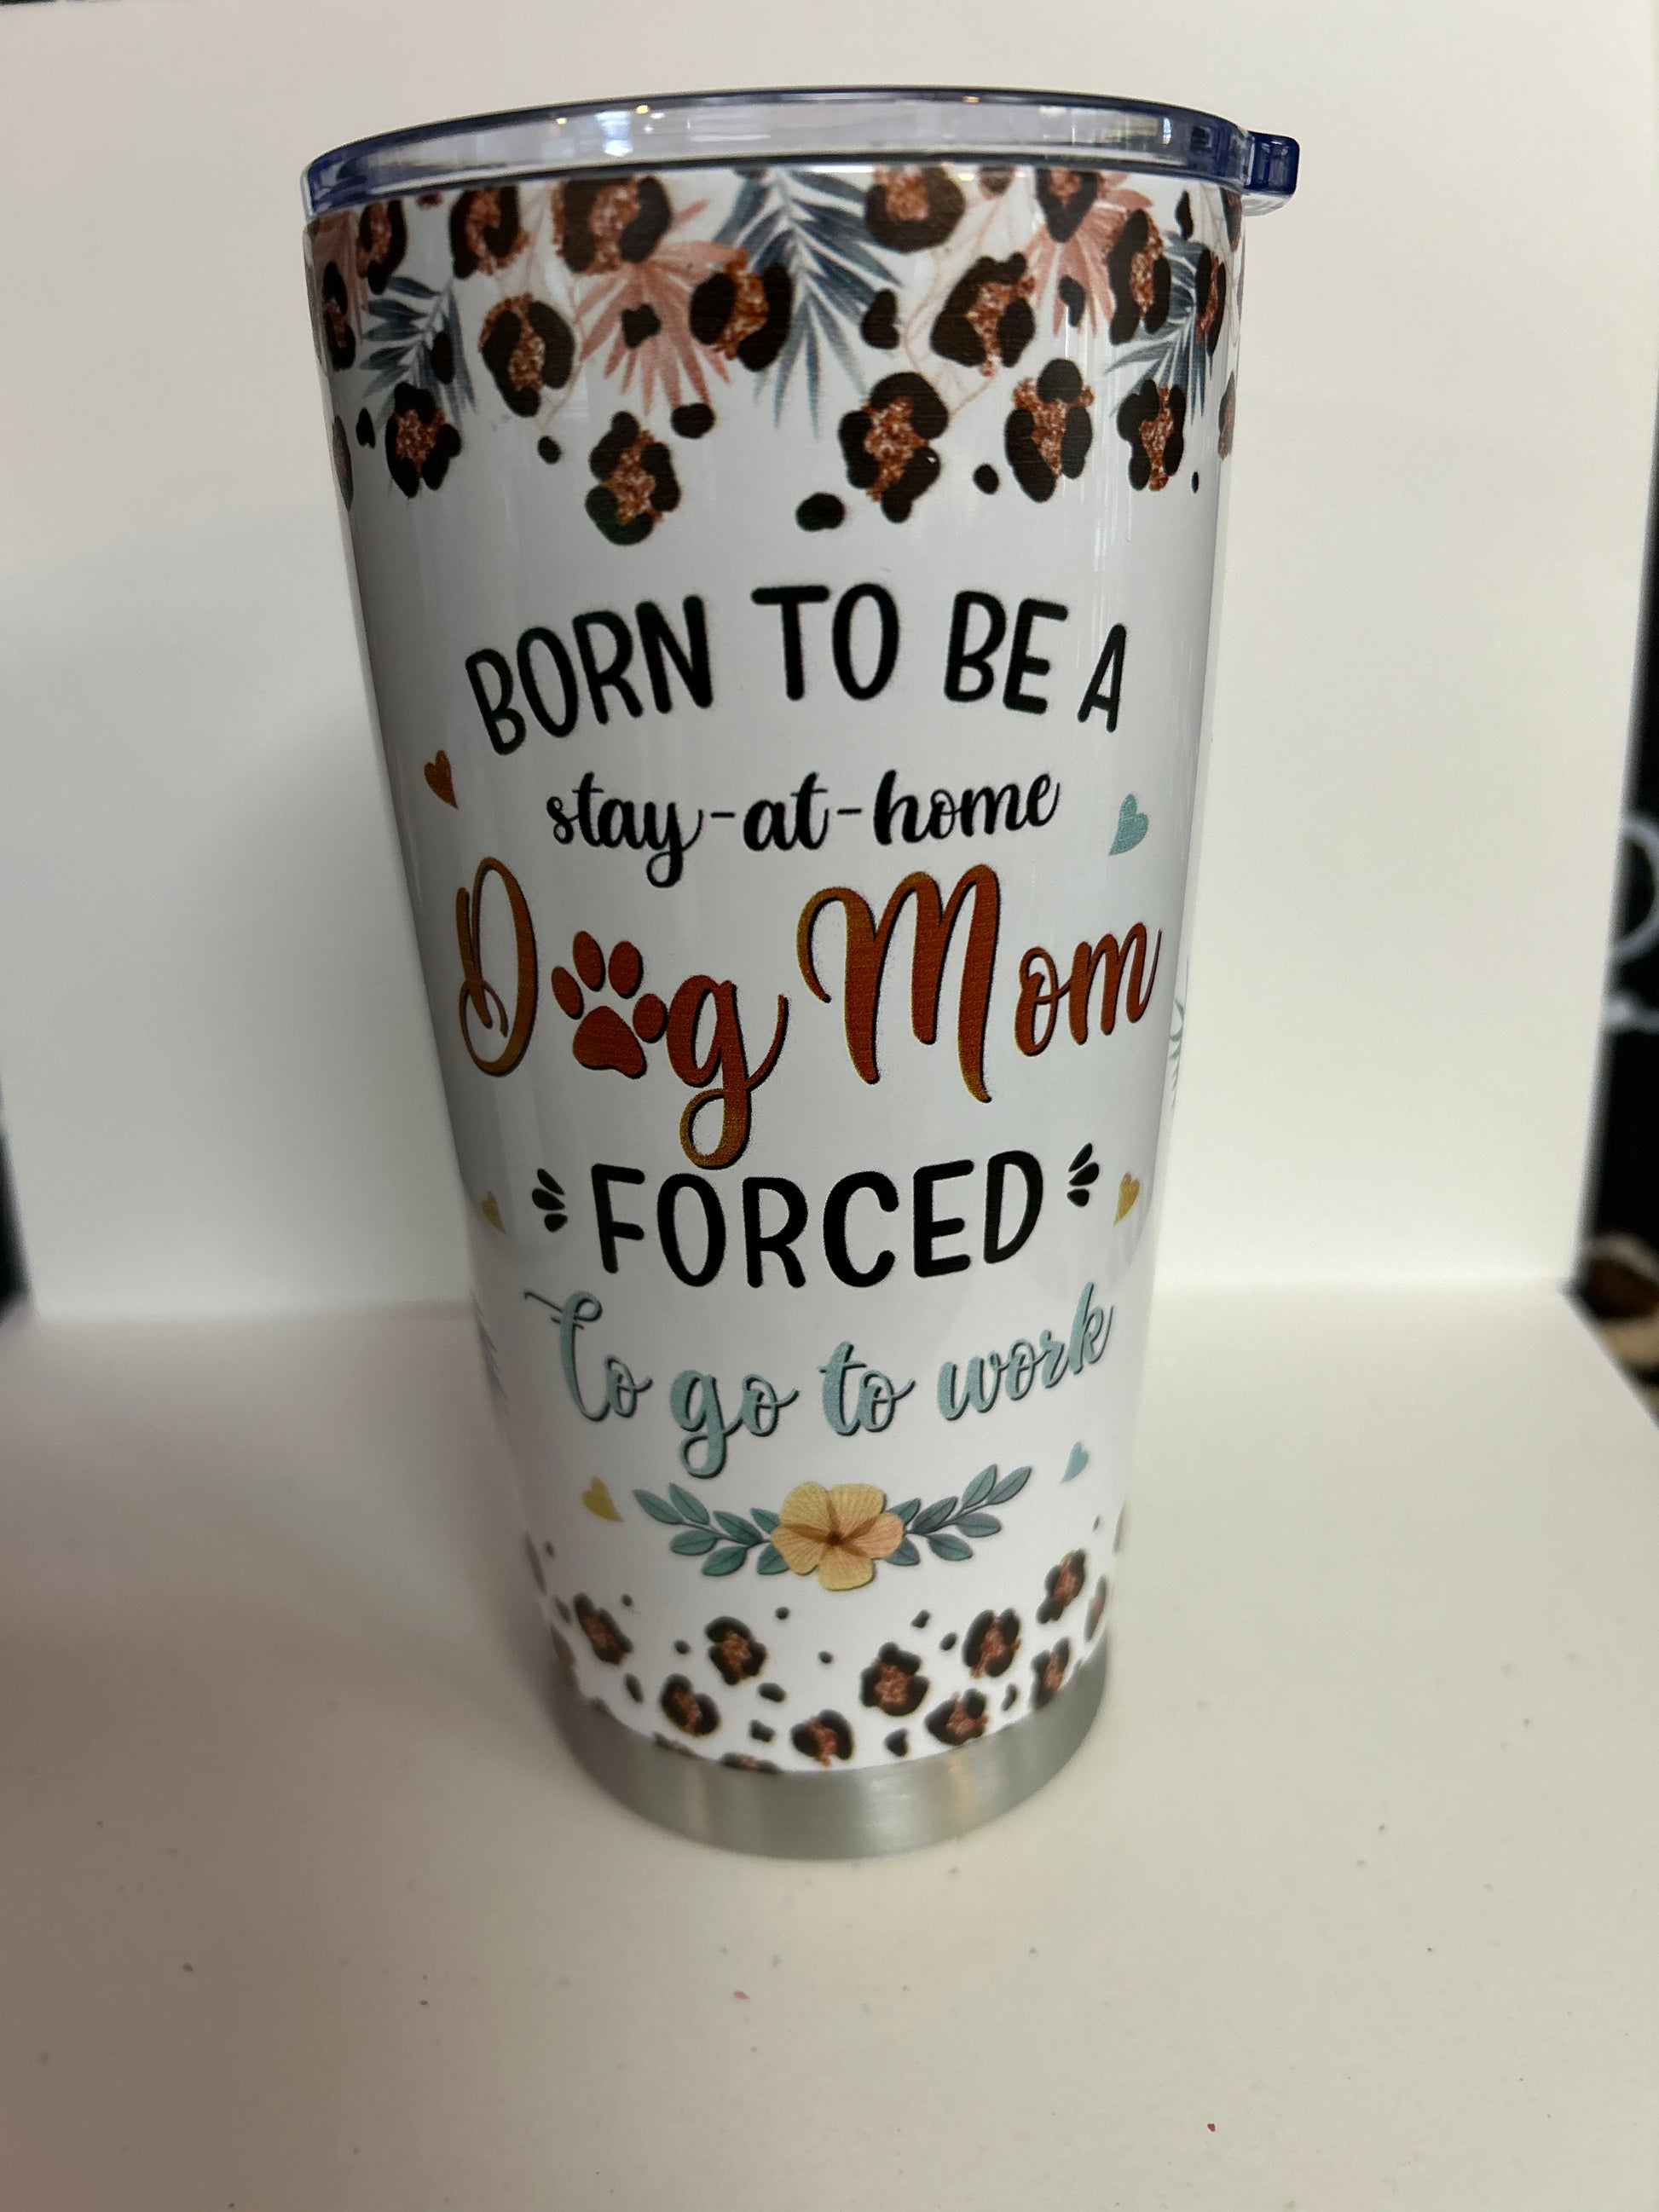 BORN TO BE A
stay-at-home
Dog Mom
FORCED
To go to work